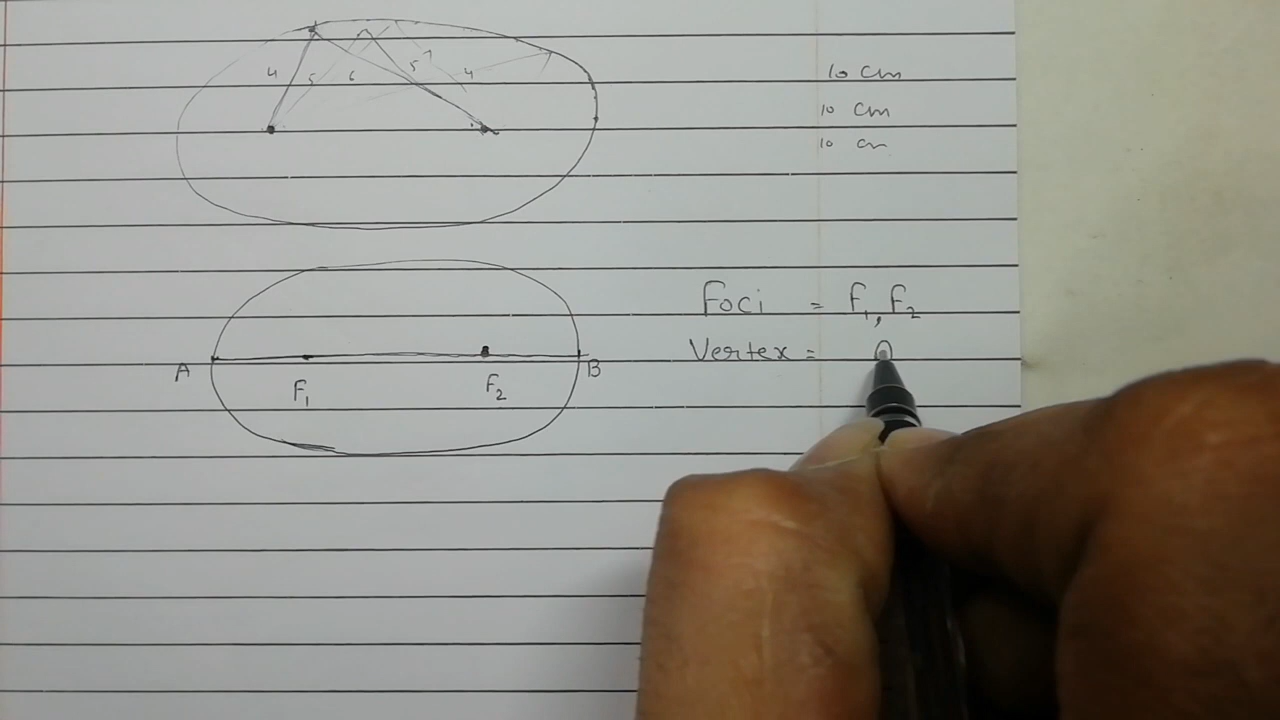 4 5 6 5 7 4
10 cm
10 cm
10 cm
Foci = F1, F2
Vertex =
A B
F1 F2